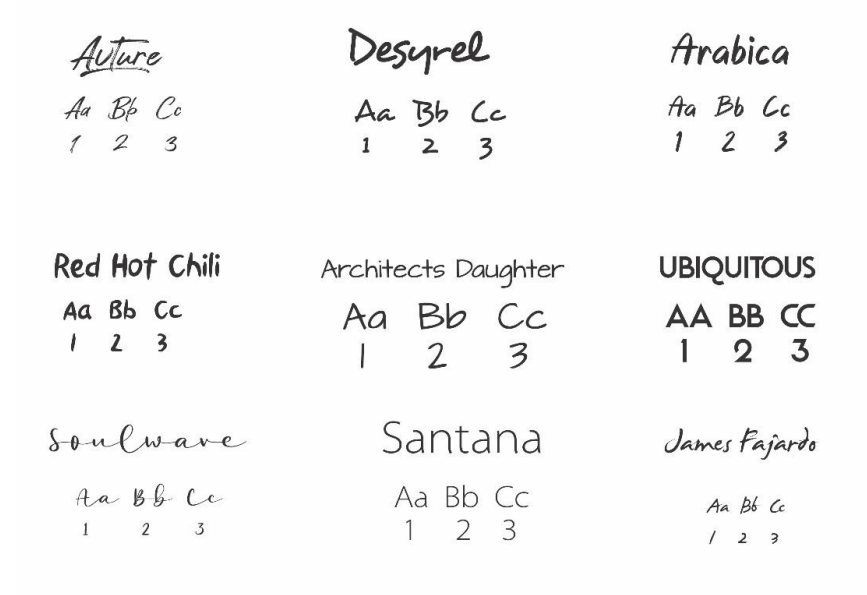 Auture
Aa Bb Cc
1 2 3
Desyrel
Aa Bb Cc
1 2 3
Arabica
Aa Bb Cc
1 2 3
Red Hot Chili
Aa Bb Cc
1 2 3
Architects Daughter
Aa Bb Cc
1 2 3
UBIQUITOUS
AA BB CC
1 2 3
Soulwave
Aa Bb Cc
1 2 3
Santana
Aa Bb Cc
1 2 3
James Fajardo
Aa Bb Cc
1 2 3